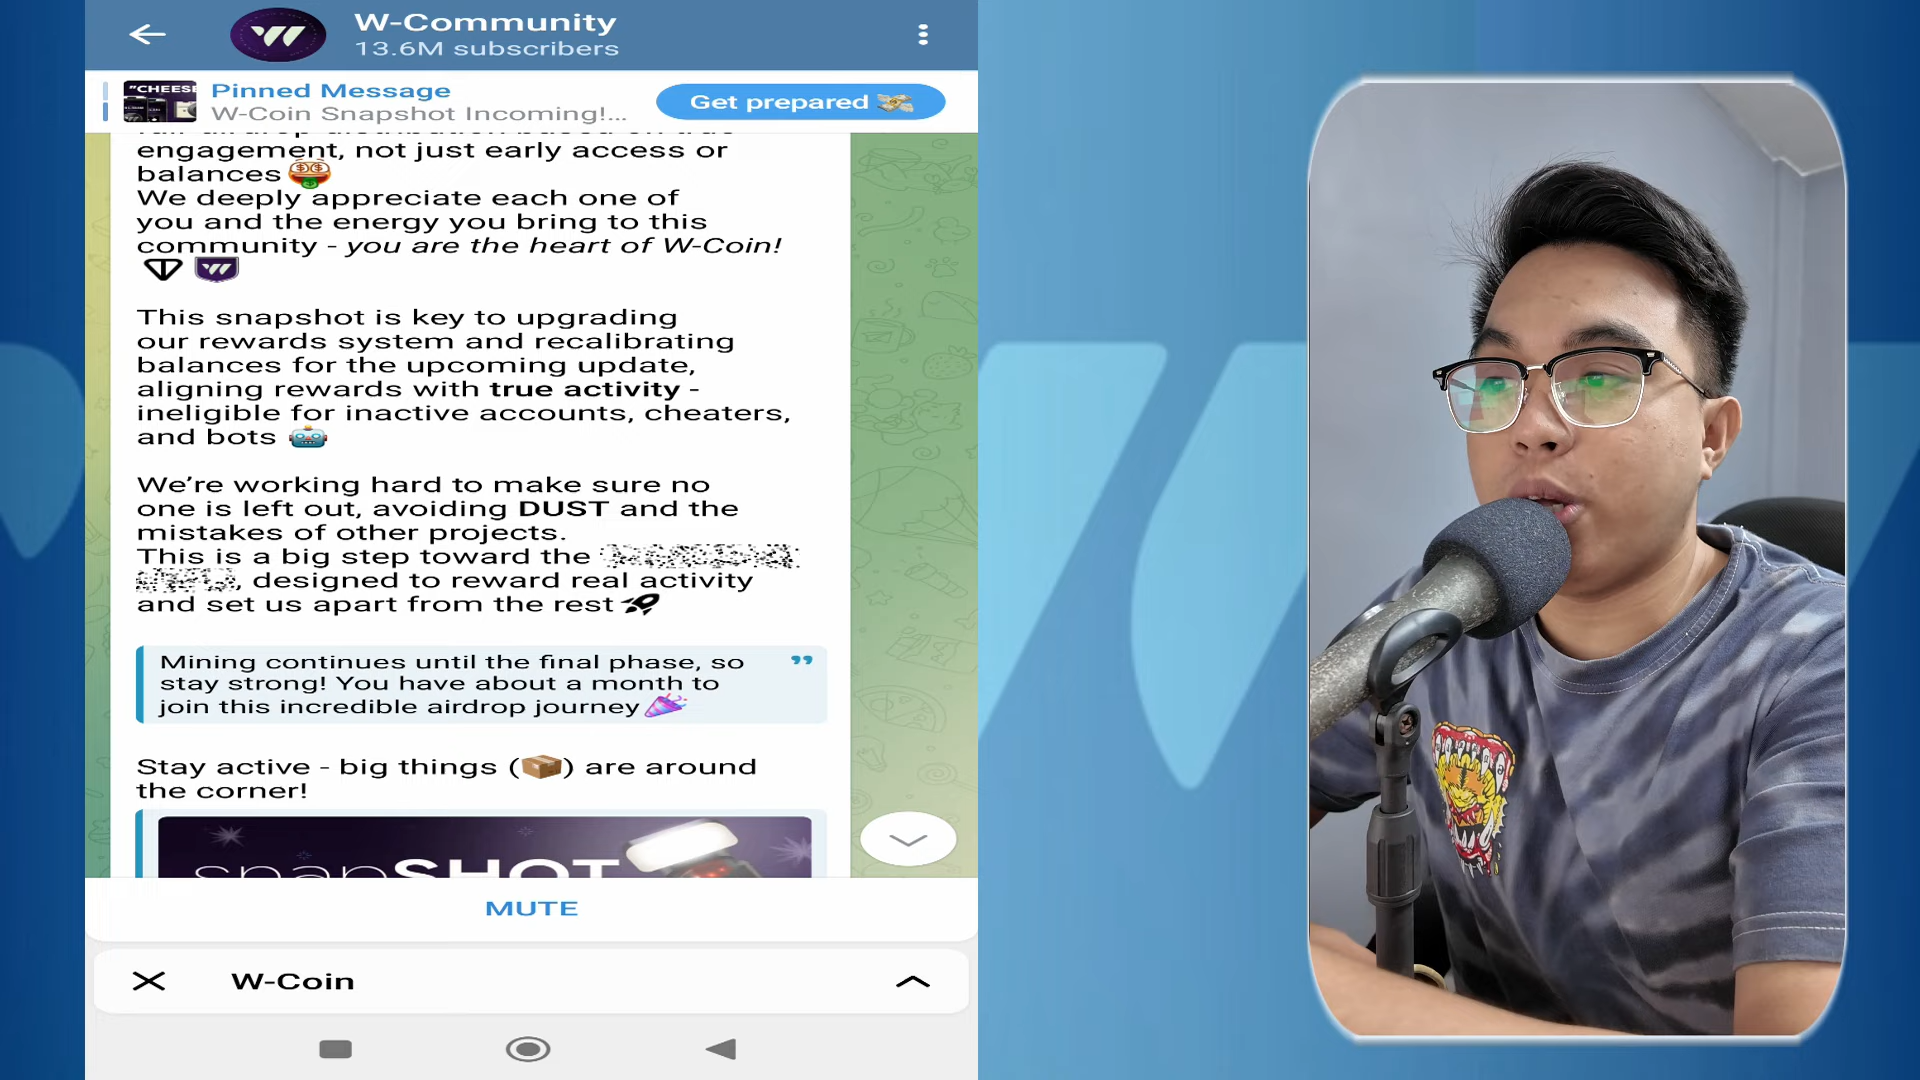 W-Community
13.6M subscribers
"CHEESE
Pinned Message
W-Coin Snapshot Incoming!...
Get prepared
engagement, not just early access or
balances
We deeply appreciate each one of
you and the energy you bring to this
community - you are the heart of W-Coin!
This snapshot is key to upgrading
our rewards system and recalibrating
balances for the upcoming update,
aligning rewards with true activity -
ineligible for inactive accounts, cheaters,
and bots
We're working hard to make sure no
one is left out, avoiding DUST and the
mistakes of other projects.
This is a big step toward the
, designed to reward real activity
and set us apart from the rest
Mining continues until the final phase, so
stay strong! You have about a month to
join this incredible airdrop journey
Stay active - big things ( ) are around
the corner!
snapSHOT
MUTE
W-Coin